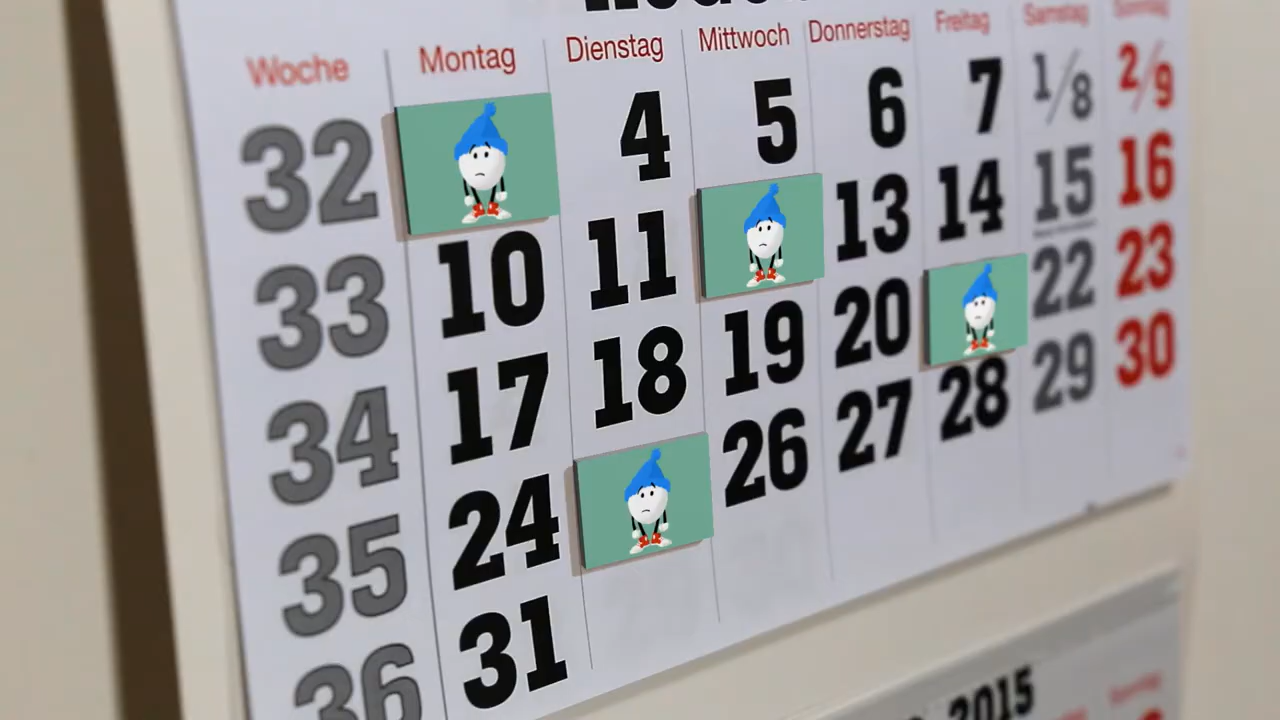 Woche Montag Dienstag Mittwoch Donnerstag Freitag Samstag Sonntag
32 4 5 6 7 1/8 2/9
33 10 11 13 14 15 16
34 17 18 19 20 22 23
35 24 26 27 28 29 30
36 31
2015